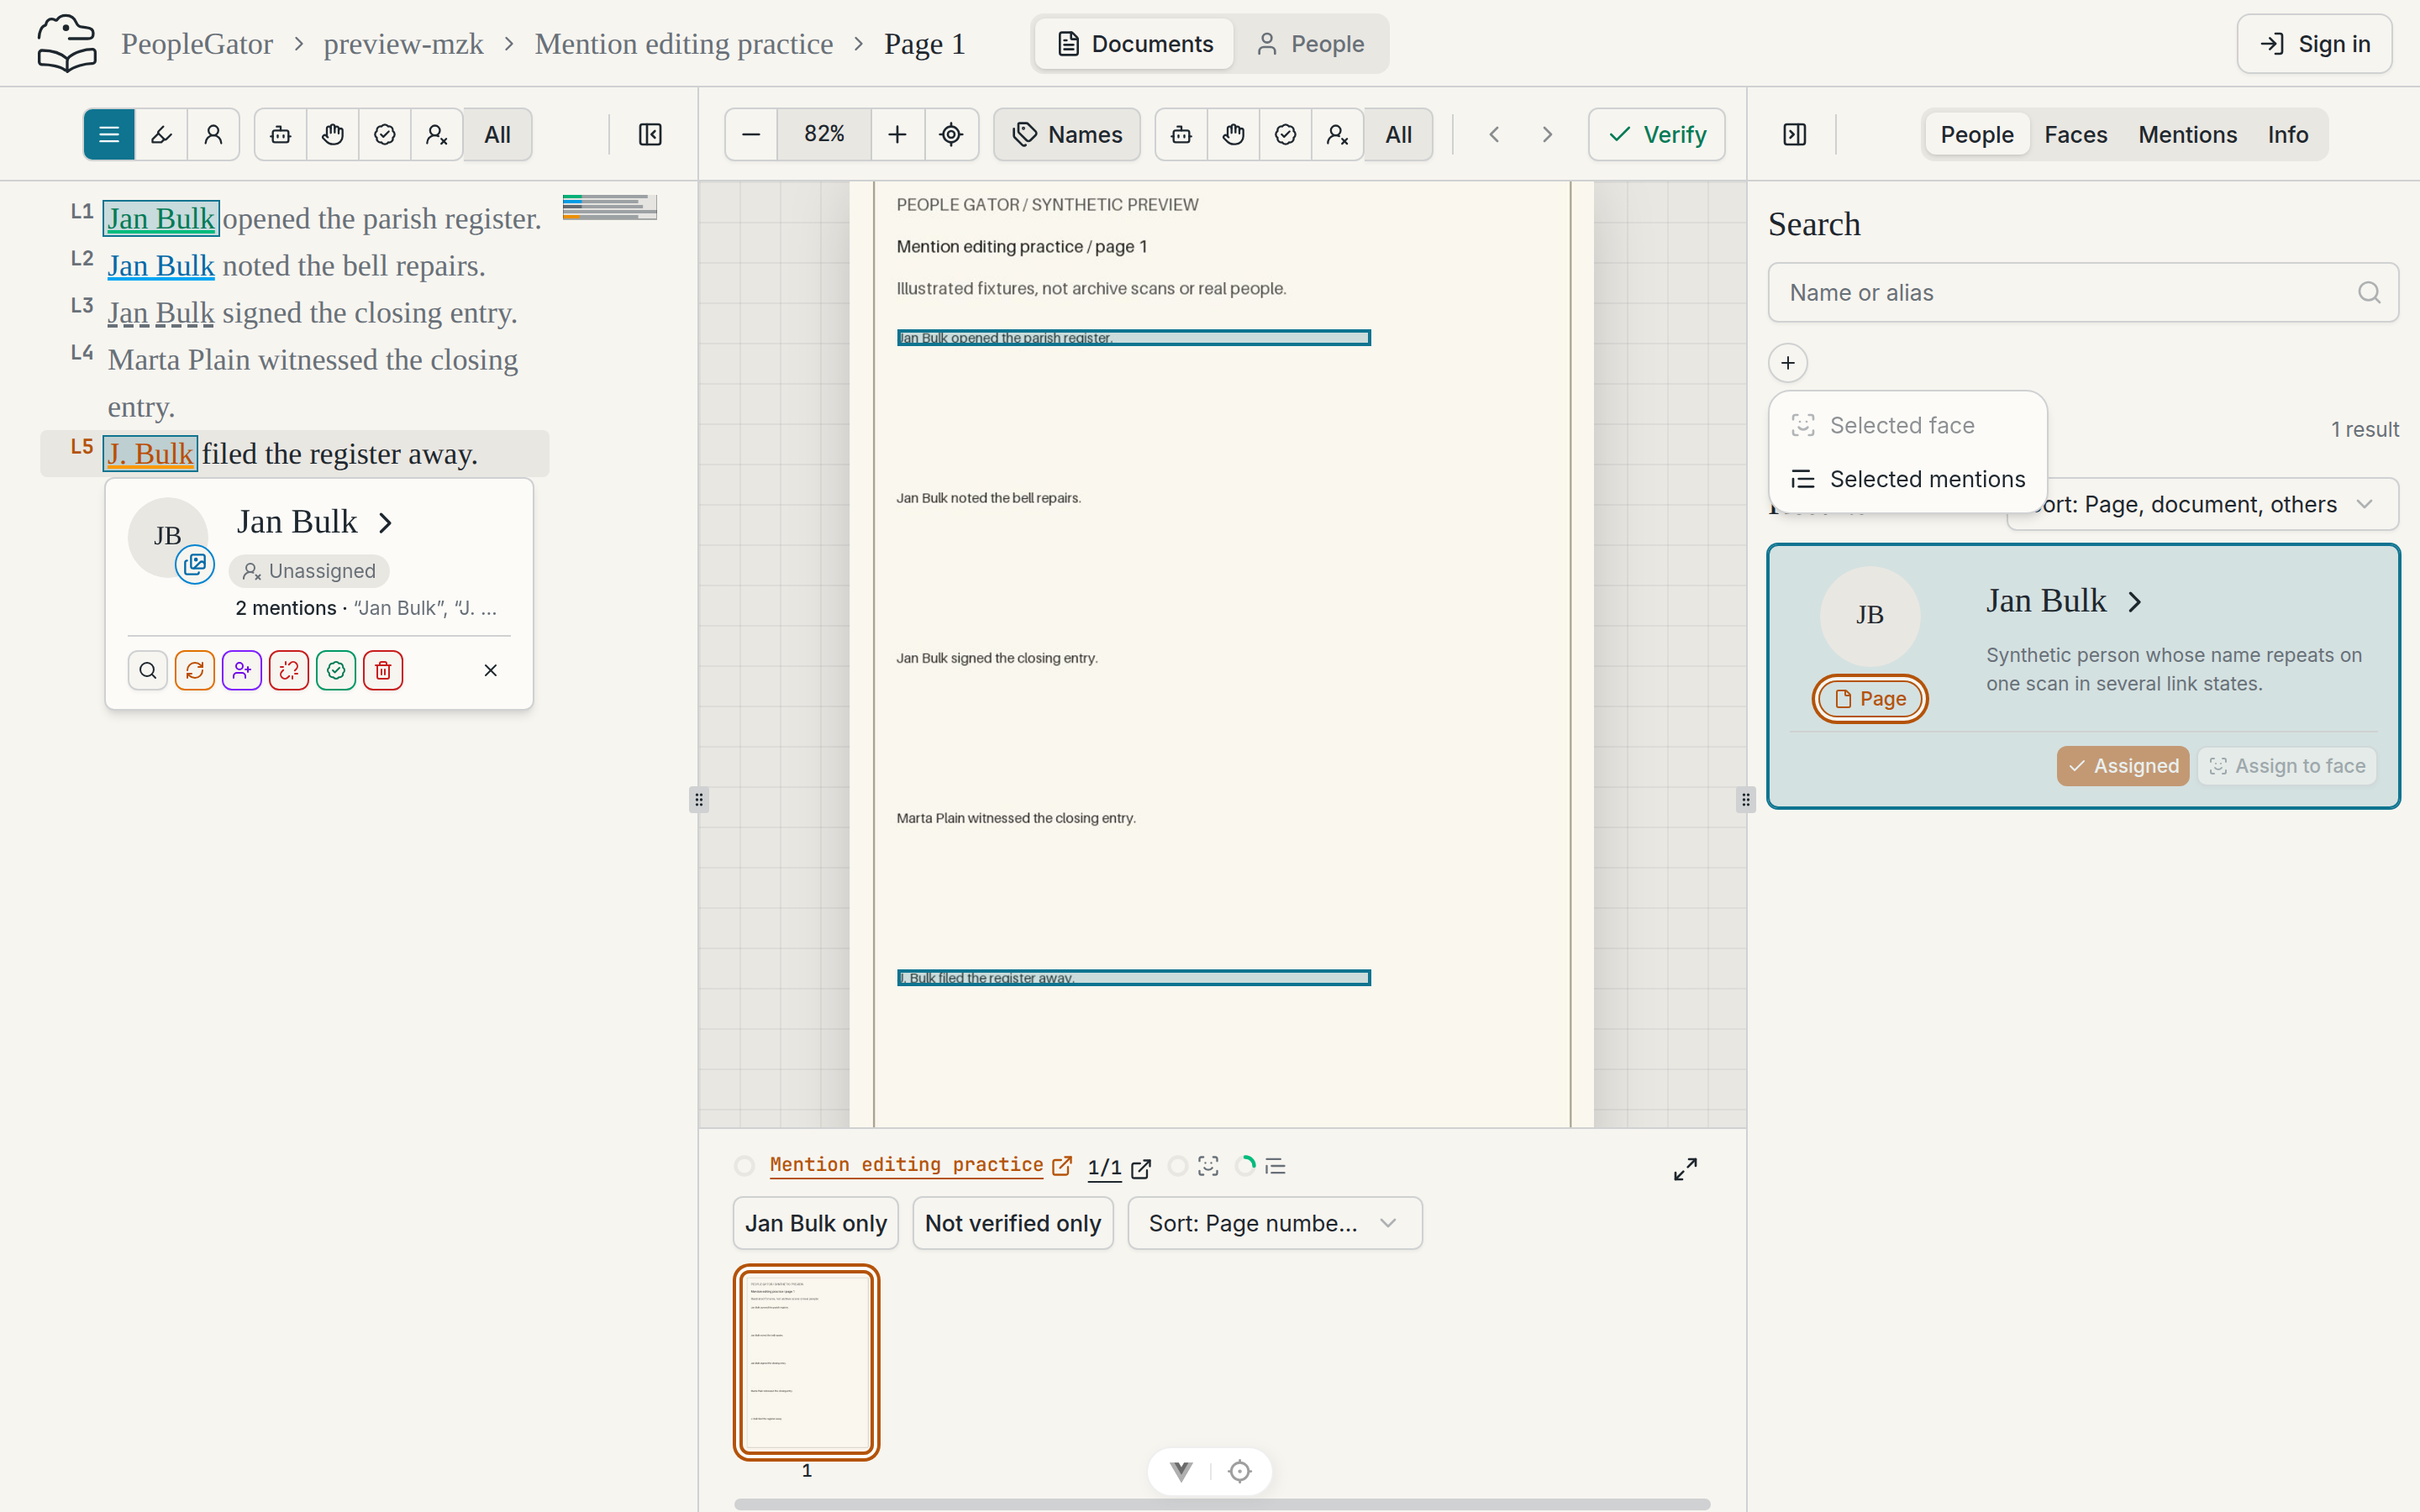 PeopleGator > preview-mzk > Mention editing practice > Page 1
Documents
People
Sign in
All
82%
Names
All
Verify
People
Faces
Mentions
Info
L1 Jan Bulk opened the parish register.
L2 Jan Bulk noted the bell repairs.
L3 Jan Bulk signed the closing entry.
L4 Marta Plain witnessed the closing
entry.
L5 J. Bulk filed the register away.
JB
Jan Bulk
Unassigned
2 mentions · “Jan Bulk”, “J. ...
PEOPLE GATOR / SYNTHETIC PREVIEW
Mention editing practice / page 1
Illustrated fixtures, not archive scans or real people.
Jan Bulk opened the parish register.
Jan Bulk noted the bell repairs.
Jan Bulk signed the closing entry.
Marta Plain witnessed the closing entry.
J. Bulk filed the register away.
Mention editing practice
1/1
Jan Bulk only
Not verified only
Sort: Page numbe...
1
Search
Name or alias
Selected face
Selected mentions
1 result
ort: Page, document, others
JB
Jan Bulk
Synthetic person whose name repeats on
one scan in several link states.
Page
Assigned
Assign to face